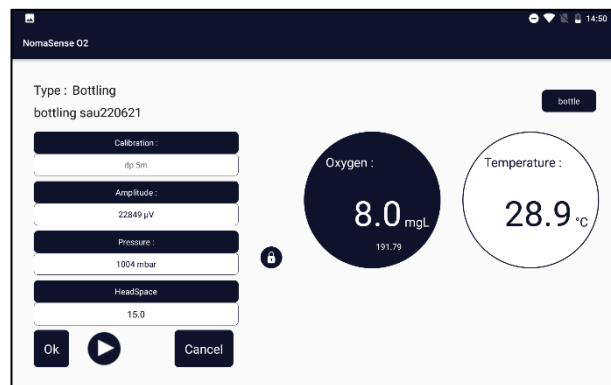 14:50
NomaSense O2
Type : Bottling
bottling sau220621
bottle
Calibration :
dp 5m
Amplitude :
22849 µV
Pressure :
1004 mbar
HeadSpace
15.0
Ok
Cancel
Oxygen :
8.0 mgL
191.79
Temperature :
28.9 °C